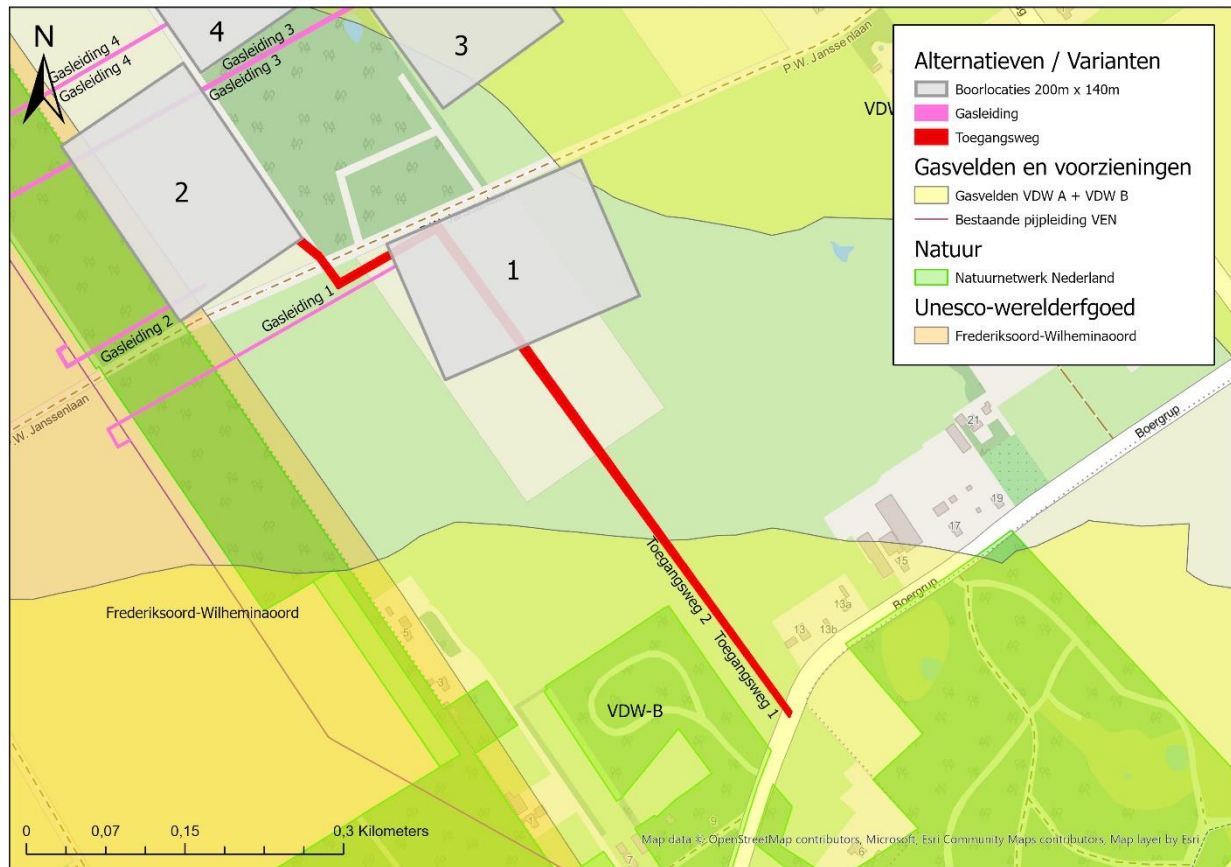 N
4
3
2
1
Gasleiding 4
Gasleiding 4
Gasleiding 3
Gasleiding 3
P.W. Janssenlaan
VDW
Gasleiding 1
Gasleiding 2
.W. Janssenlaan
Toegangsweg 2
Toegangsweg 1
Boergrup
Boergrup
21
19
17
15
13a
13
13b
5
3
2
7
6
Frederiksoord-Wilheminaoord
VDW-B
Alternatieven / Varianten
Boorlocaties 200m x 140m
Gasleiding
Toegangsweg
Gasvelden en voorzieningen
Gasvelden VDW A + VDW B
Bestaande pijpleiding VEN
Natuur
Natuurnetwerk Nederland
Unesco-werelderfgoed
Frederiksoord-Wilheminaoord
0 0,07 0,15 0,3 Kilometers
Map data © OpenStreetMap contributors, Microsoft, Esri Community Maps contributors, Map layer by Esri